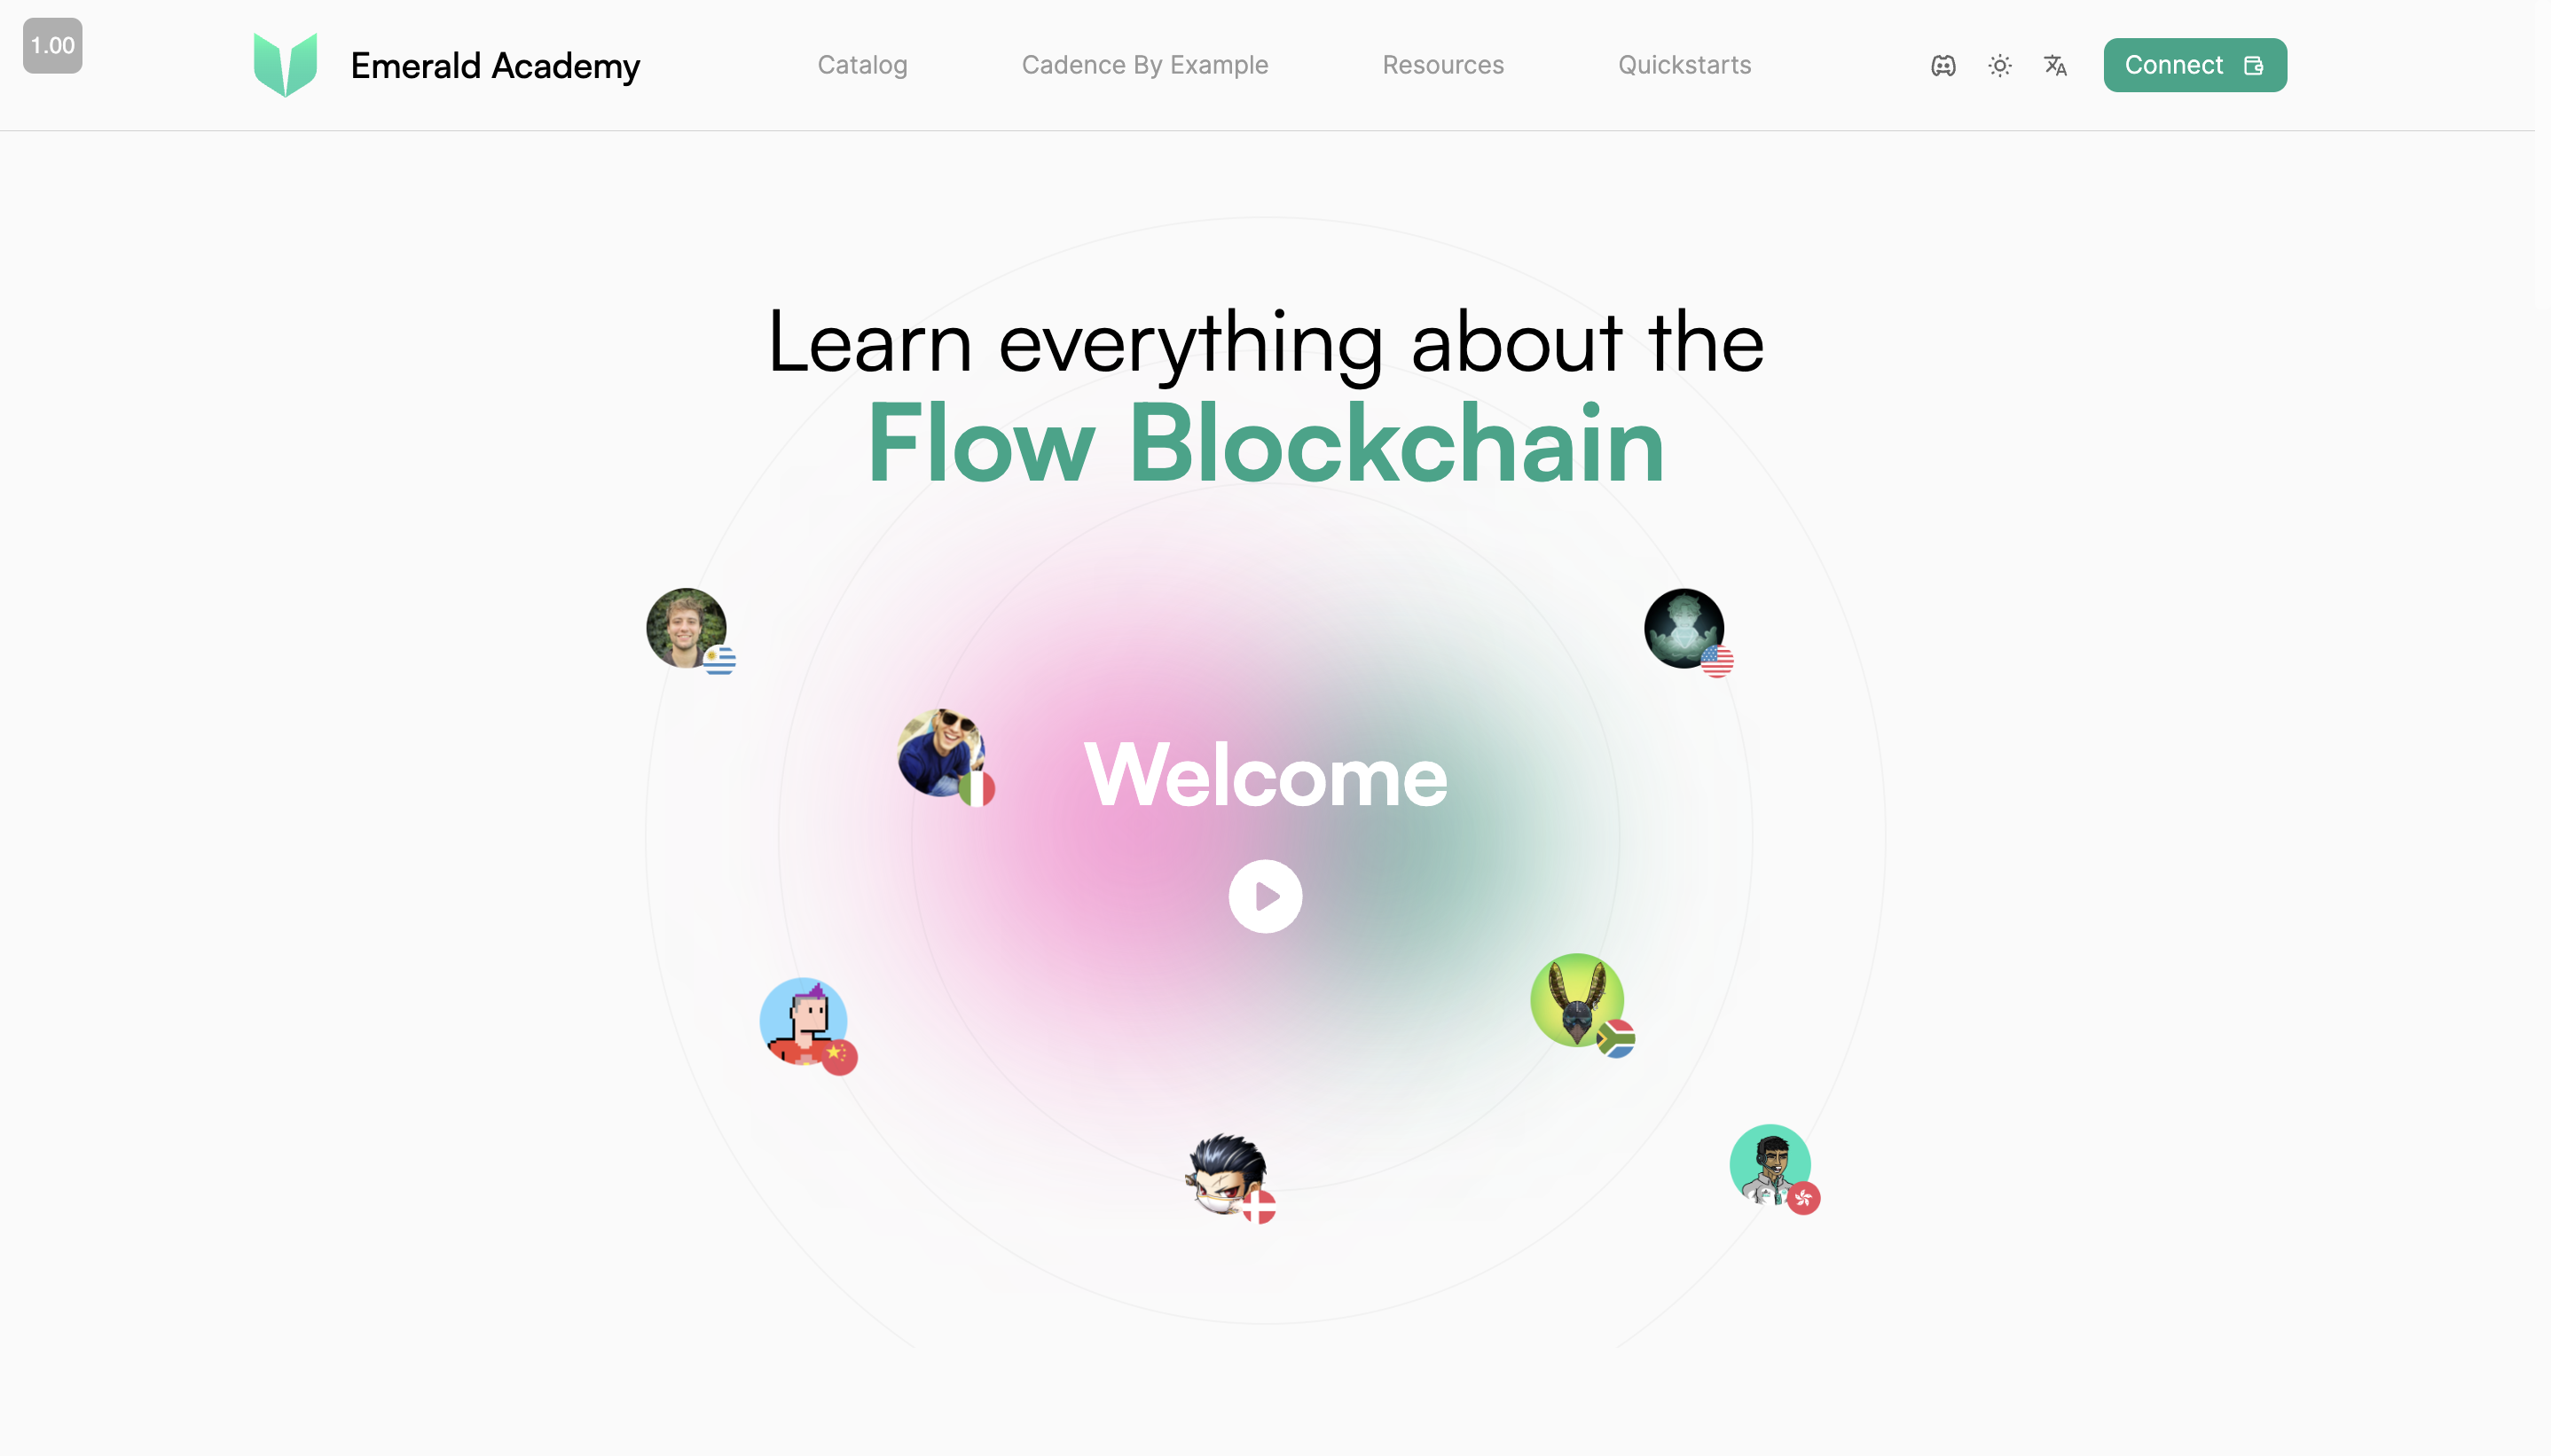 1.00
Emerald Academy
Catalog
Cadence By Example
Resources
Quickstarts
Connect
Learn everything about the
Flow Blockchain
Welcome